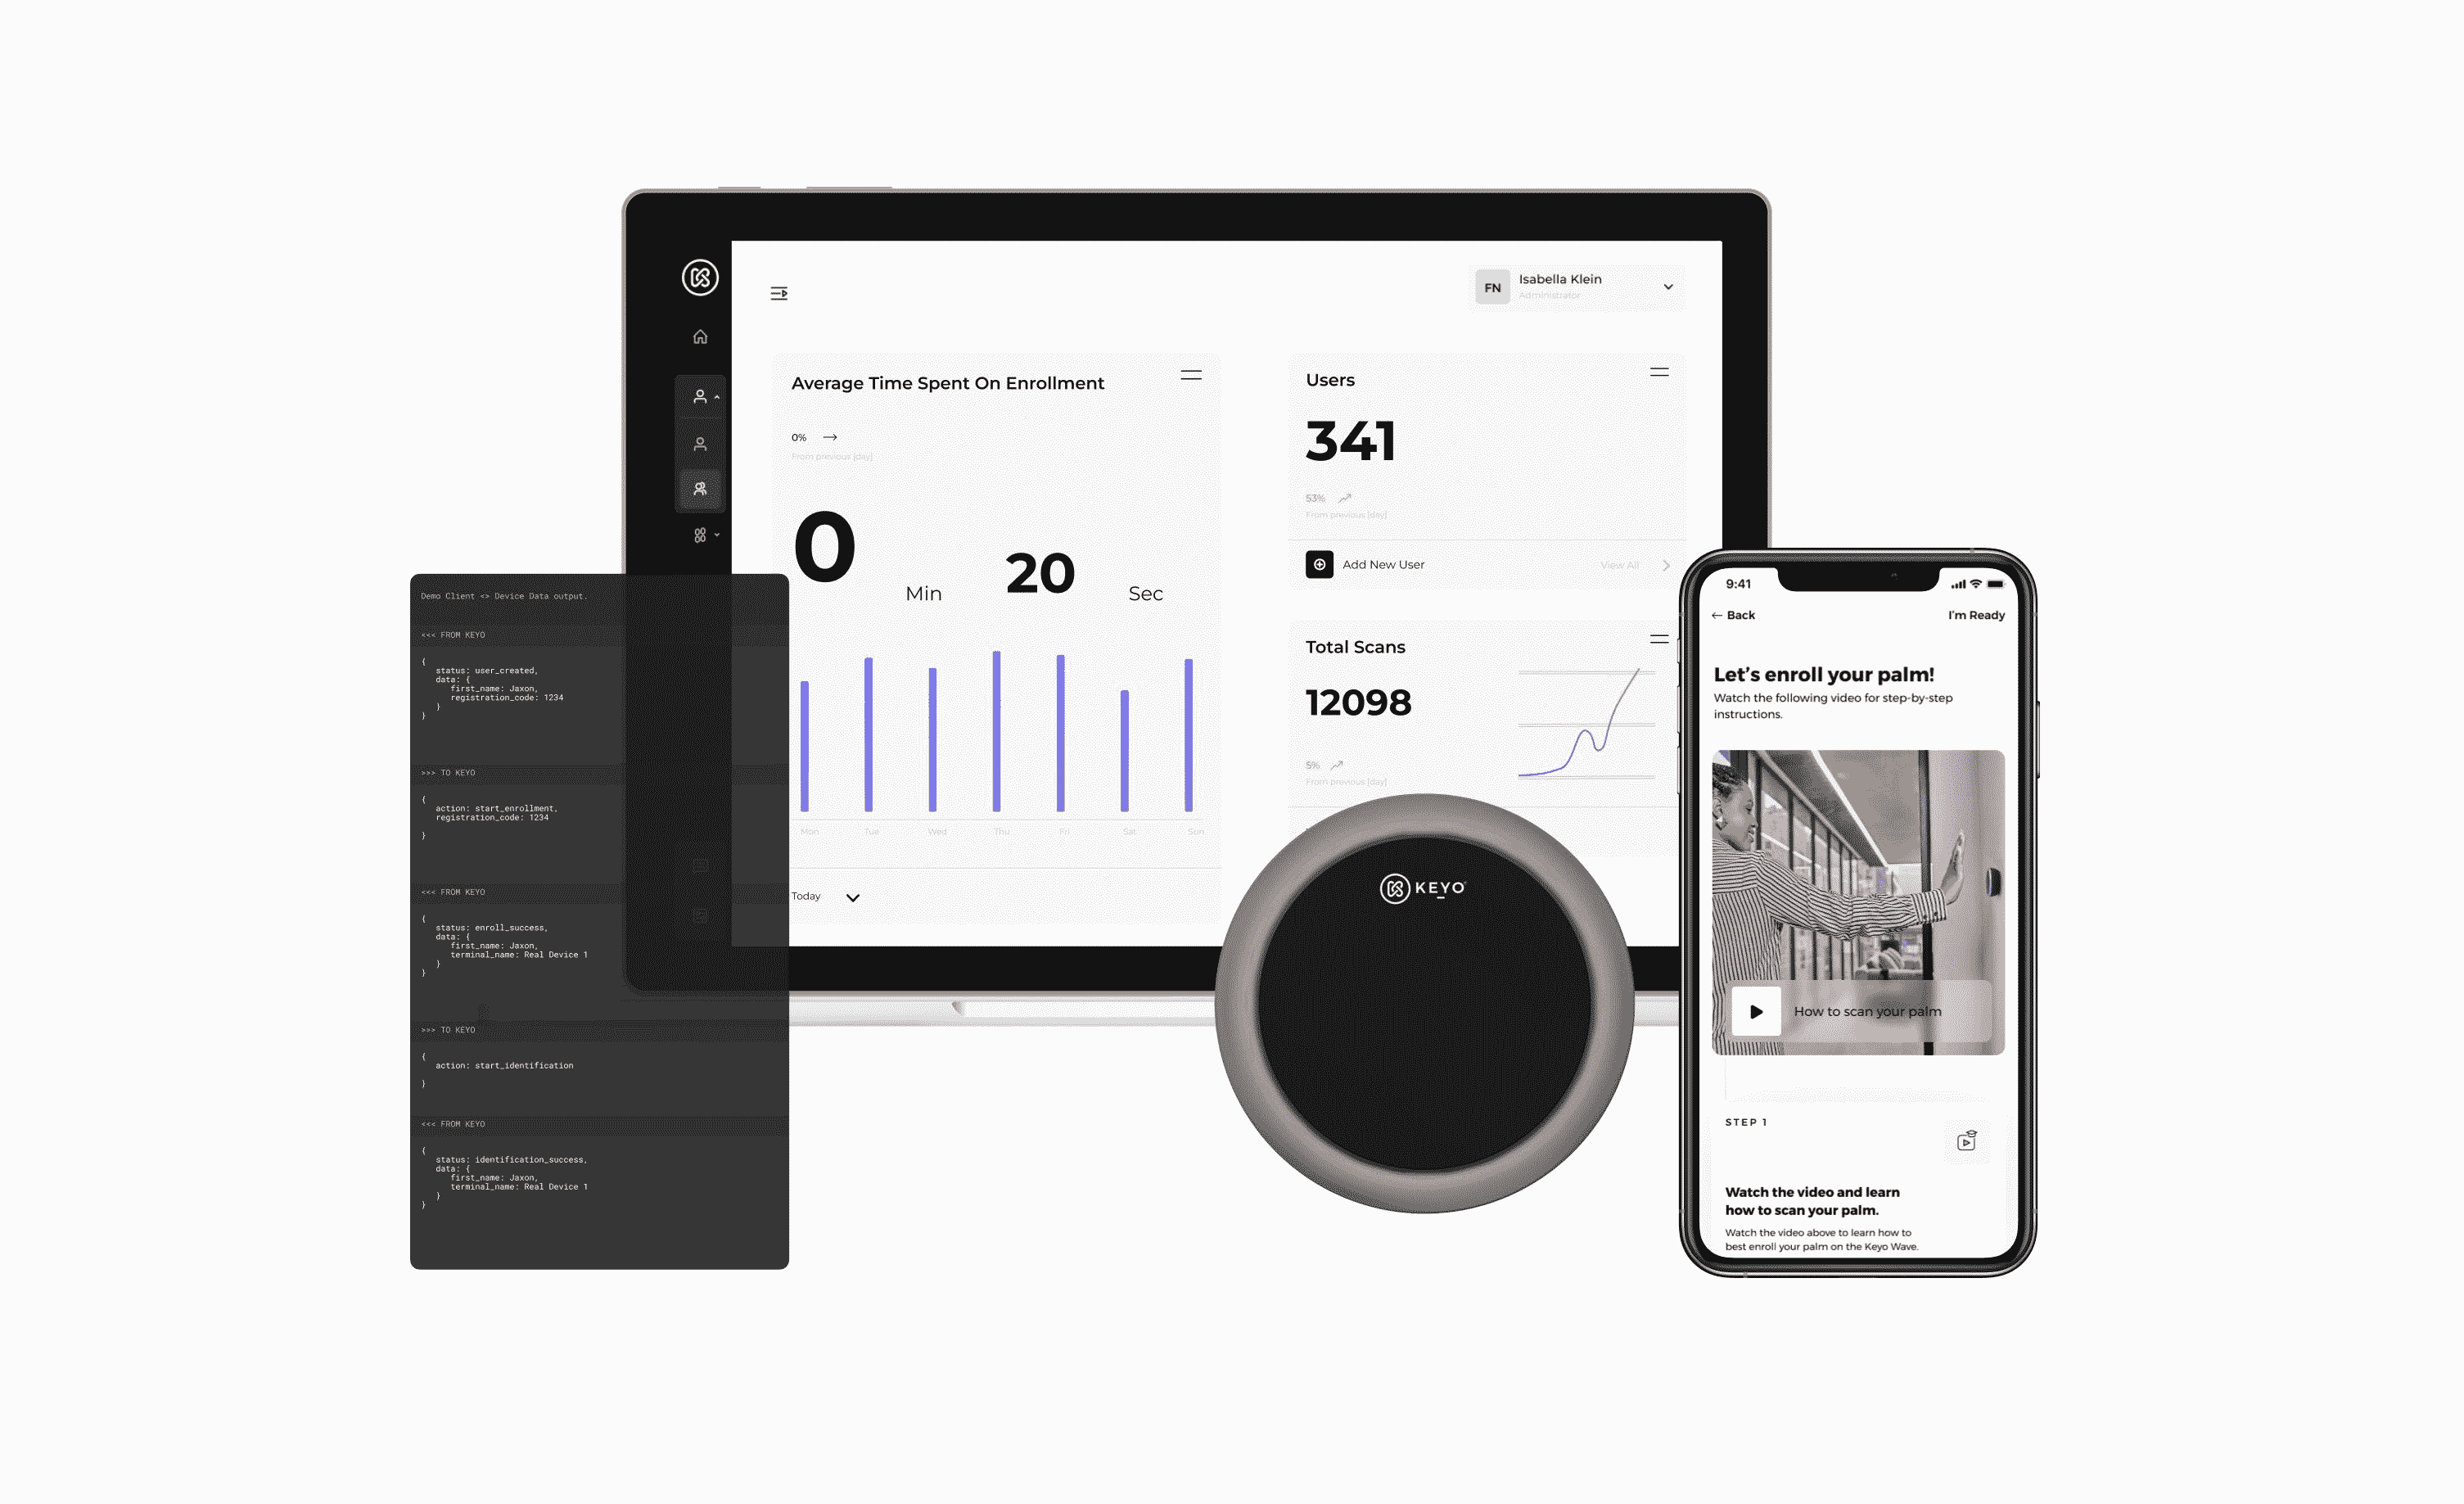 Demo Client <> Device Data output.
<<< FROM KEYO
{
status: user_created,
data: {
first_name: Jaxon,
registration_code: 1234
}
}
>>> TO KEYO
{
action: start_enrollment,
registration_code: 1234
}
<<< FROM KEYO
{
status: enroll_success,
data: {
first_name: Jaxon,
terminal_name: Real Device 1
}
}
>>> TO KEYO
{
action: start_identification
}
<<< FROM KEYO
{
status: identification_success,
data: {
first_name: Jaxon,
terminal_name: Real Device 1
}
}
FN
Isabella Klein
Administrator
Average Time Spent On Enrollment
0%
From previous [day]
0 Min 20 Sec
Mon Tue Wed Thu Fri Sat Son
Today
Users
341
53%
From previous [day]
Add New User
View All
Total Scans
12098
5%
From previous [day]
KEYO
9:41
← Back
I'm Ready
Let's enroll your palm!
Watch the following video for step-by-step
instructions.
How to scan your palm
STEP 1
Watch the video and learn
how to scan your palm.
Watch the video above to learn how to
best enroll your palm on the Keyo Wave.